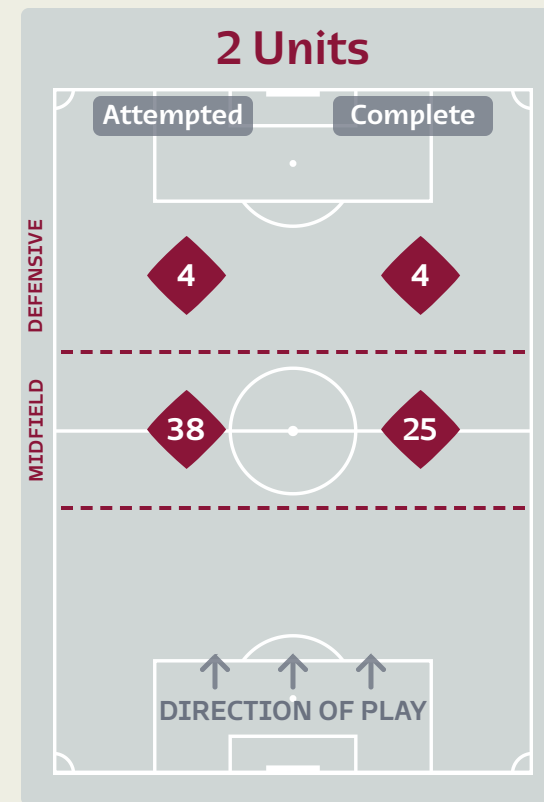 2 Units
Attempted
Complete
DEFENSIVE
4
4
MIDFIELD
38
25
DIRECTION OF PLAY